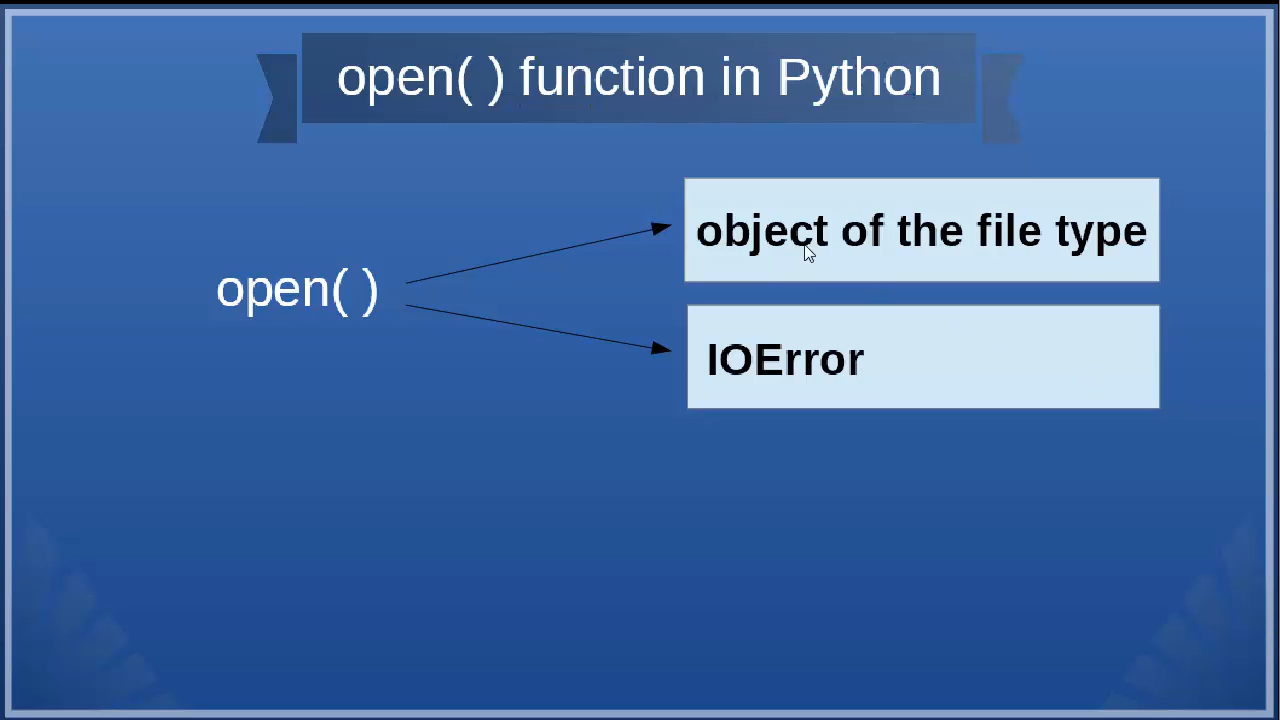 open( ) function in Python
object of the file type
open( )
IOError